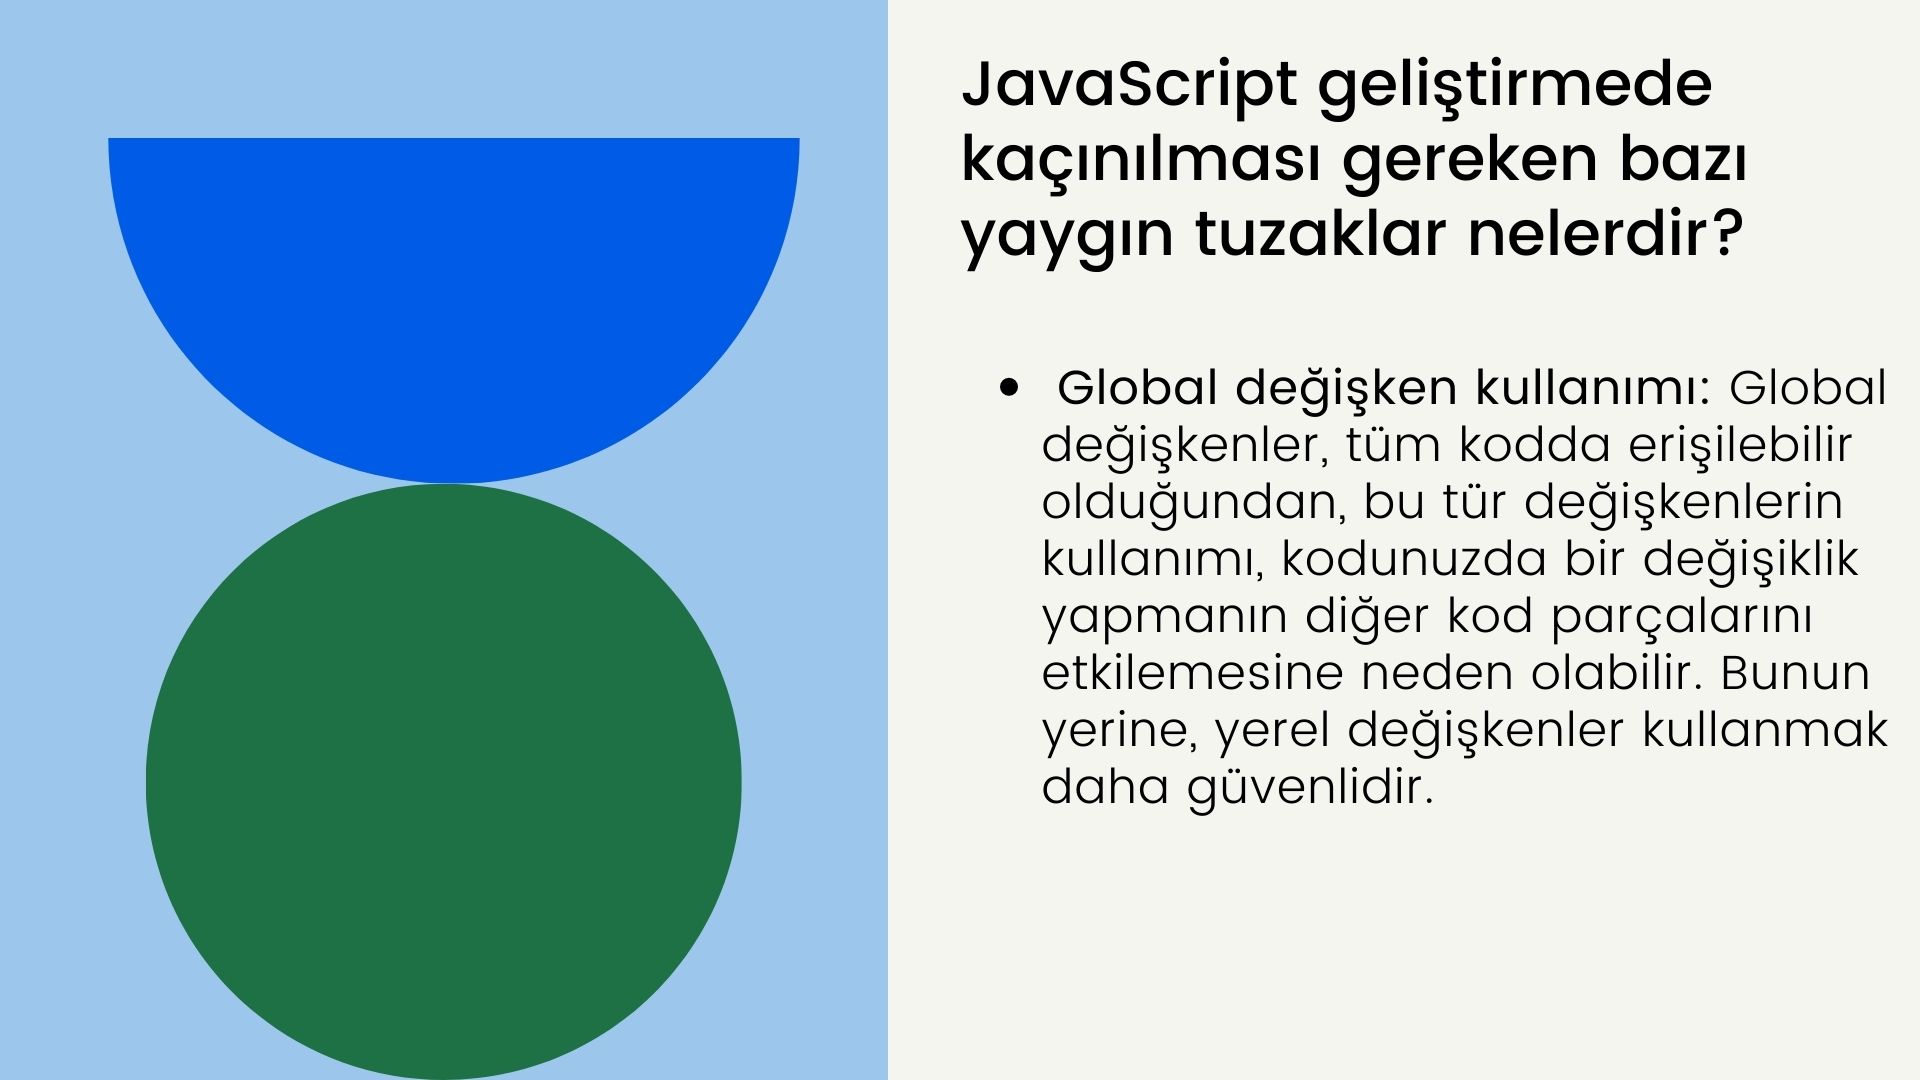 JavaScript geliştirmede
kaçınılması gereken bazı
yaygın tuzaklar nelerdir?
• Global değişken kullanımı: Global
değişkenler, tüm kodda erişilebilir
olduğundan, bu tür değişkenlerin
kullanımı, kodunuzda bir değişiklik
yapmanın diğer kod parçalarını
etkilemesine neden olabilir. Bunun
yerine, yerel değişkenler kullanmak
daha güvenlidir.